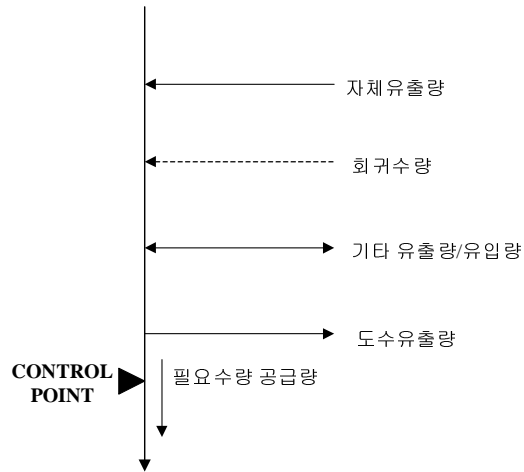 자체유출량
회귀수량
기타 유출량/유입량
도수유출량
CONTROL
POINT
필요수량 공급량